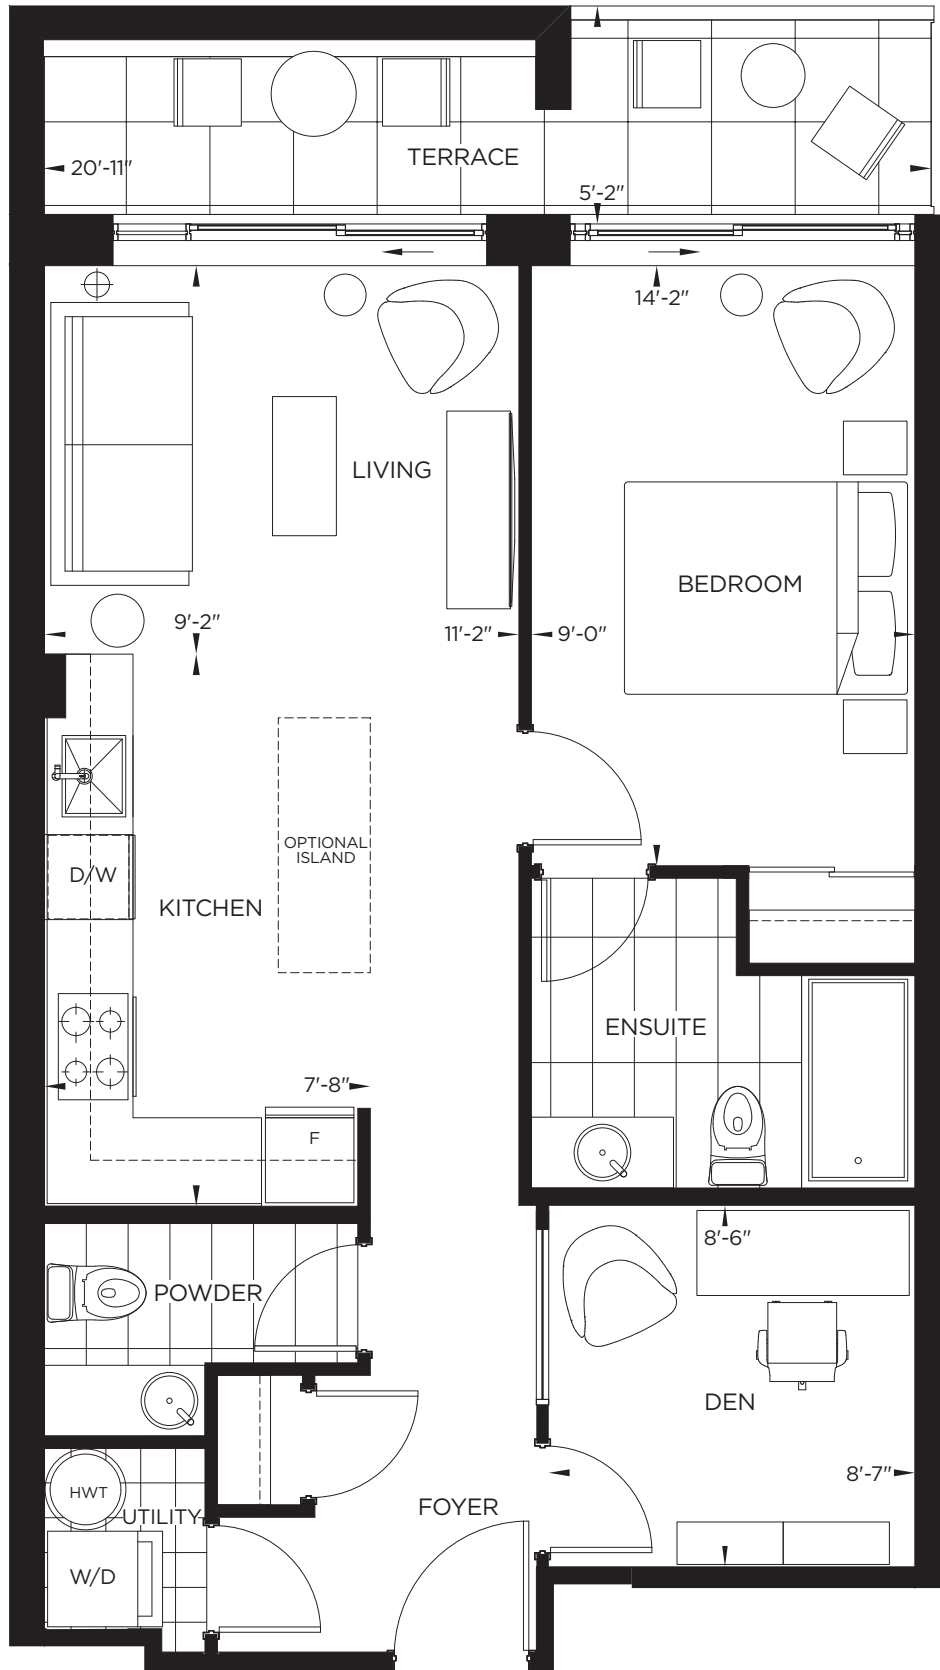 TERRACE
20'-11"
5'-2"
14'-2"
LIVING
BEDROOM
9'-2"
11'-2"
9'-0"
OPTIONAL
ISLAND
D/W
KITCHEN
ENSUITE
7'-8"
F
8'-6"
POWDER
DEN
8'-7"
HWT
UTILITY
FOYER
W/D